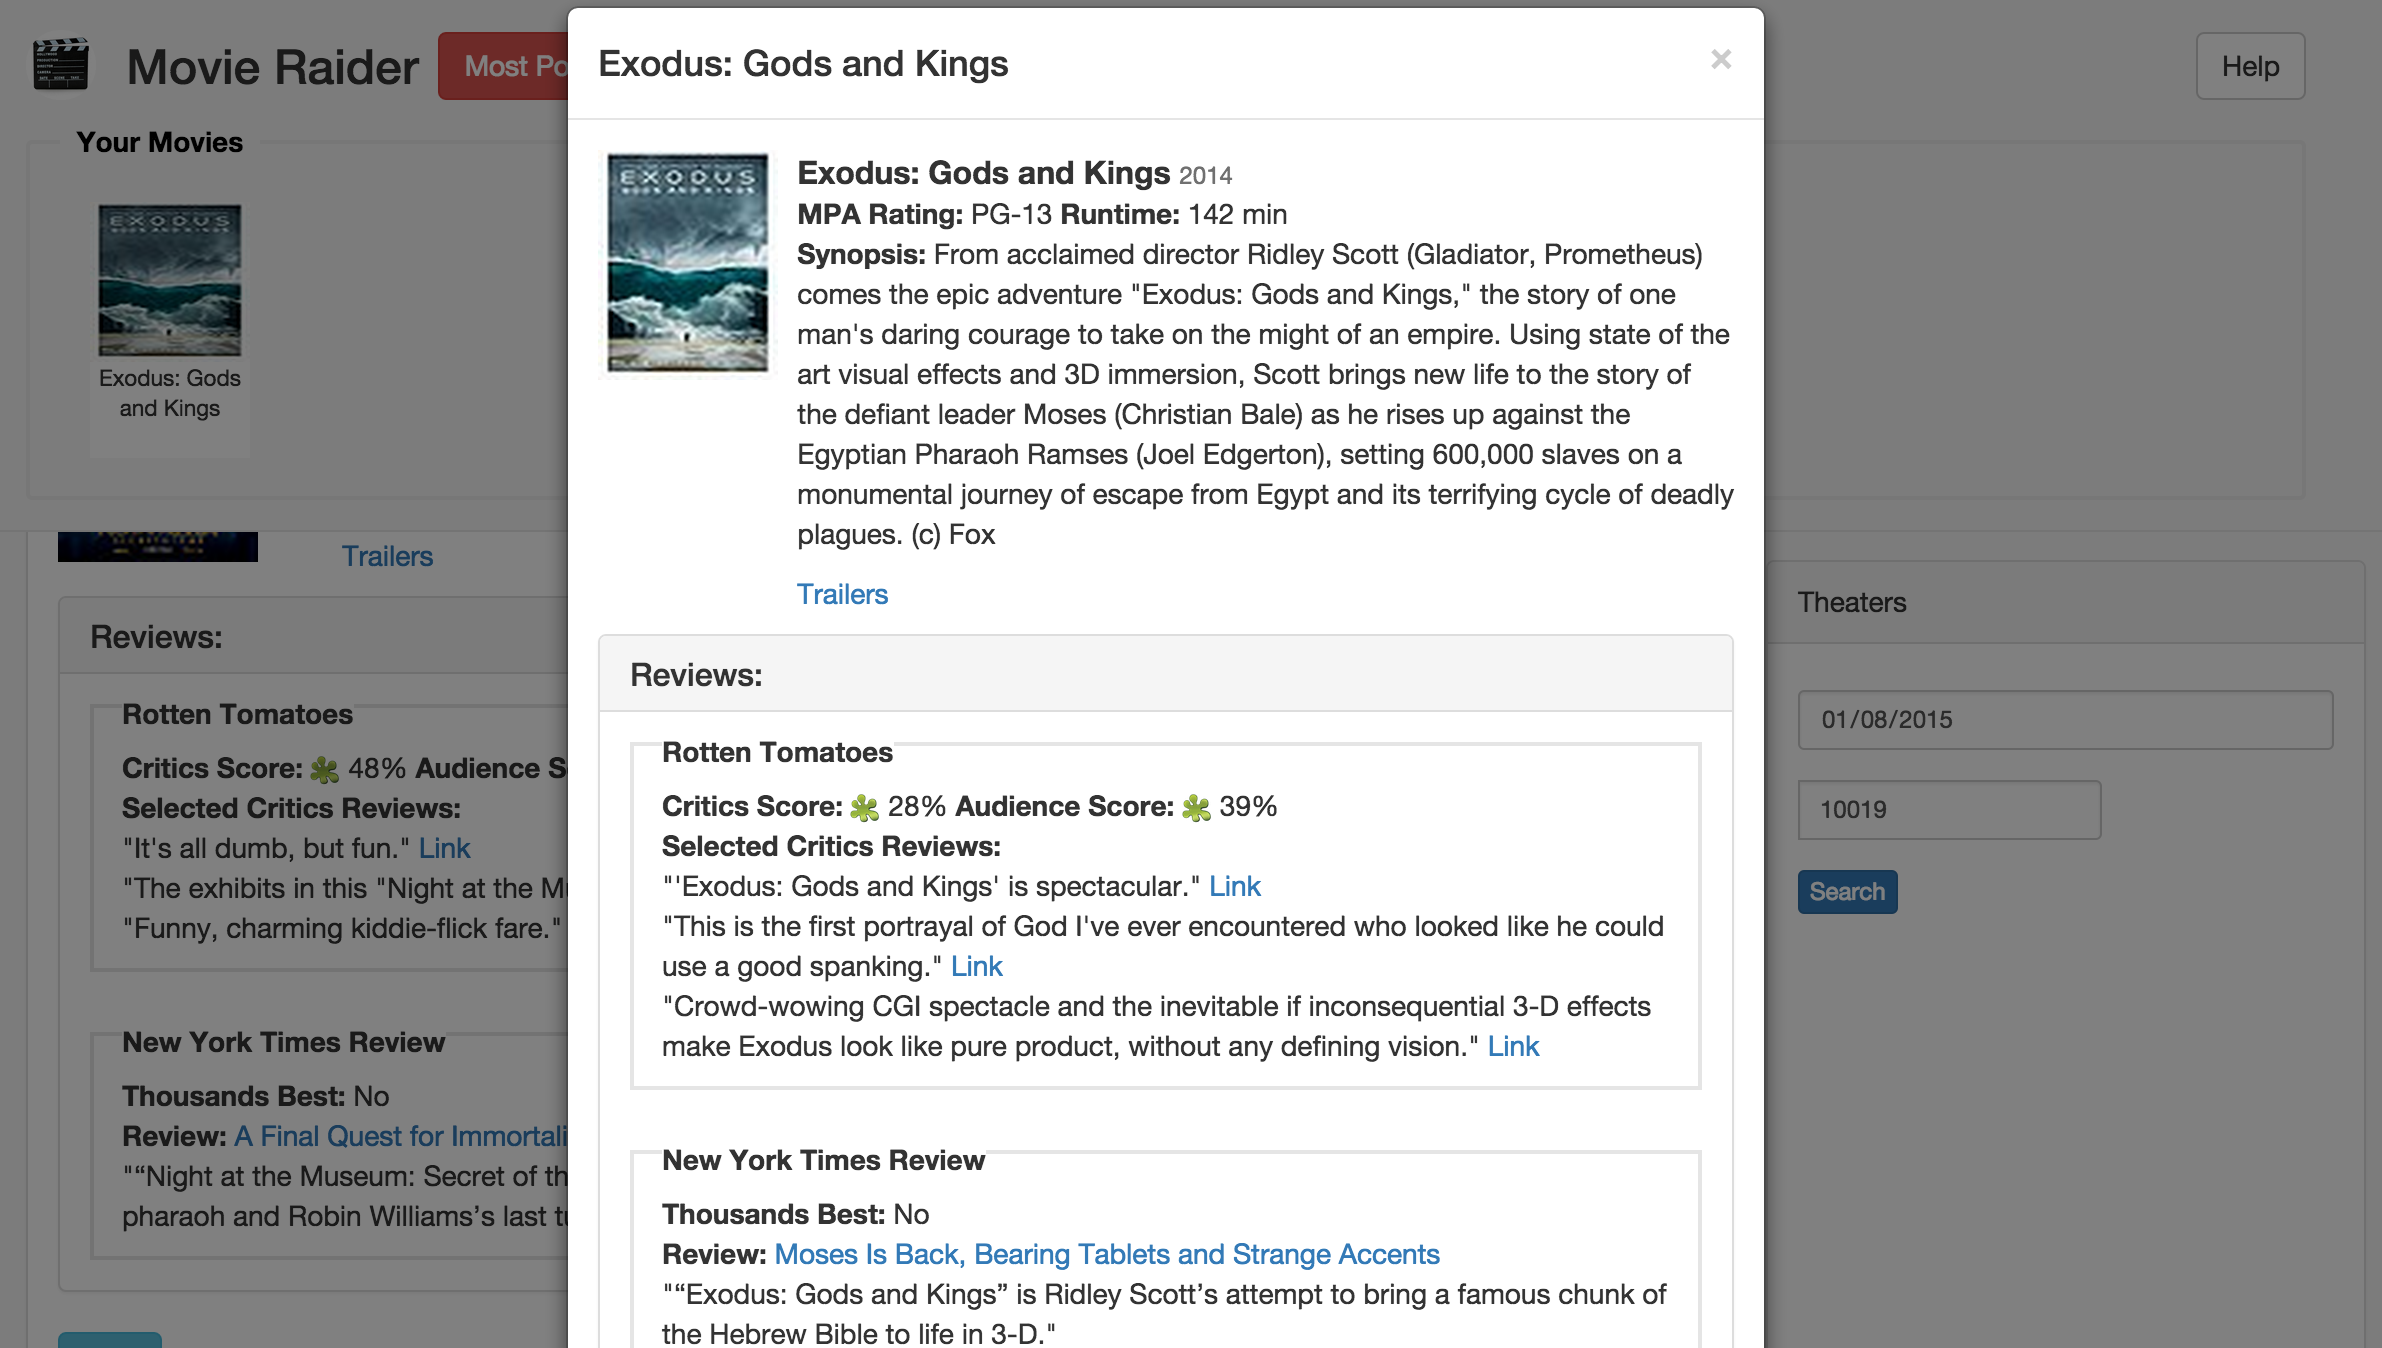 Movie Raider
Most Po
Help
Your Movies
EXODUS
GODS AND KINGS
Exodus: Gods
and Kings
Trailers
Reviews:
Rotten Tomatoes
Critics Score: 48% Audience S
Selected Critics Reviews:
"It's all dumb, but fun." Link
"The exhibits in this "Night at the M
"Funny, charming kiddie-flick fare."
New York Times Review
Thousands Best: No
Review: A Final Quest for Immortali
"“Night at the Museum: Secret of th
pharaoh and Robin Williams’s last t
Exodus: Gods and Kings
×
EXODUS
GODS AND KINGS
Exodus: Gods and Kings 2014
MPA Rating: PG-13 Runtime: 142 min
Synopsis: From acclaimed director Ridley Scott (Gladiator, Prometheus)
comes the epic adventure "Exodus: Gods and Kings," the story of one
man's daring courage to take on the might of an empire. Using state of the
art visual effects and 3D immersion, Scott brings new life to the story of
the defiant leader Moses (Christian Bale) as he rises up against the
Egyptian Pharaoh Ramses (Joel Edgerton), setting 600,000 slaves on a
monumental journey of escape from Egypt and its terrifying cycle of deadly
plagues. (c) Fox
Trailers
Reviews:
Rotten Tomatoes
Critics Score: 28% Audience Score: 39%
Selected Critics Reviews:
"'Exodus: Gods and Kings' is spectacular." Link
"This is the first portrayal of God I've ever encountered who looked like he could
use a good spanking." Link
"Crowd-wowing CGI spectacle and the inevitable if inconsequential 3-D effects
make Exodus look like pure product, without any defining vision." Link
New York Times Review
Thousands Best: No
Review: Moses Is Back, Bearing Tablets and Strange Accents
"“Exodus: Gods and Kings” is Ridley Scott’s attempt to bring a famous chunk of
the Hebrew Bible to life in 3-D."
Theaters
01/08/2015
10019
Search